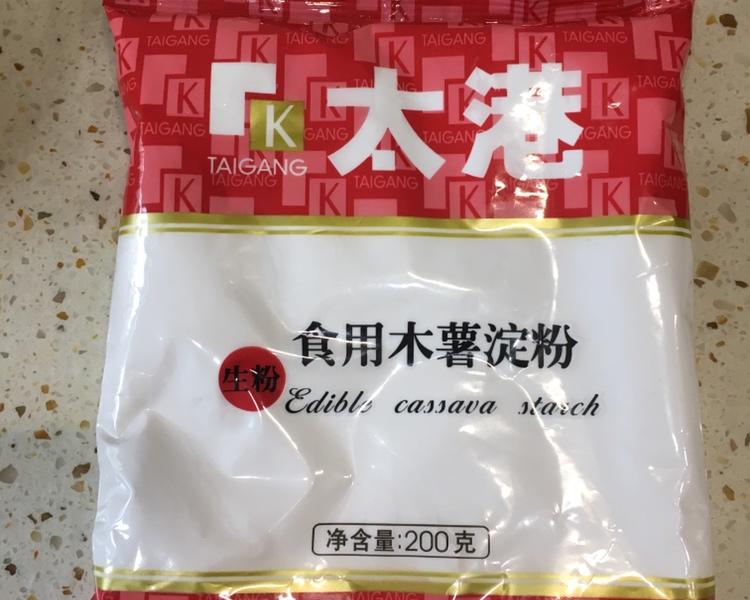 太港
K
TAIGANG
食用木薯淀粉
生粉
Edible cassava starch
净含量:200克